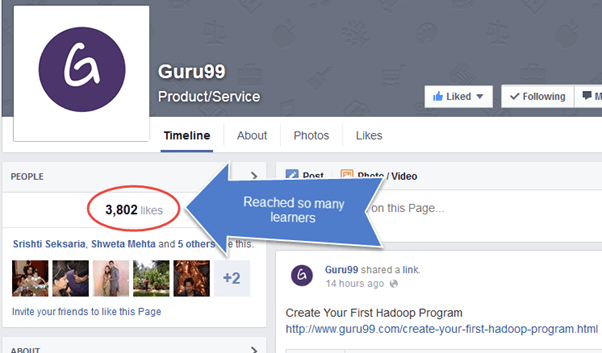 G
Guru99
Product/Service
Liked
Following
Timeline About Photos Likes
PEOPLE
3,802 likes
Reached so many
learners
Srishti Seksaria, Shweta Mehta and 5 others like this.
+2
Invite your friends to like this Page
ABOUT
Post Photo / Video
on this Page...
G
Guru99 shared a link.
14 hours ago
Create Your First Hadoop Program
http://www.guru99.com/create-your-first-hadoop-program.html